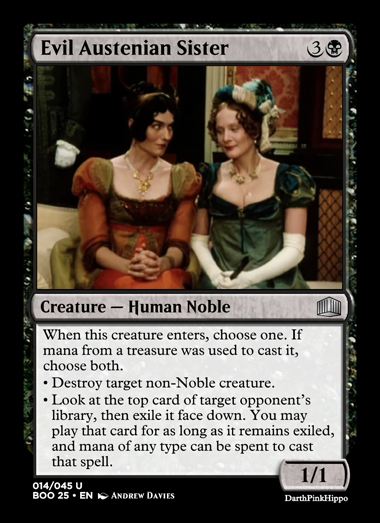 Evil Austenian Sister 3
Creature — Human Noble
When this creature enters, choose one. If
mana from a treasure was used to cast it,
choose both.
• Destroy target non-Noble creature.
• Look at the top card of target opponent's
library, then exile it face down. You may
play that card for as long as it remains exiled,
and mana of any type can be spent to cast
that spell.
1/1
014/045 U
BOO 25 • EN Andrew Davies
DarthPinkHippo